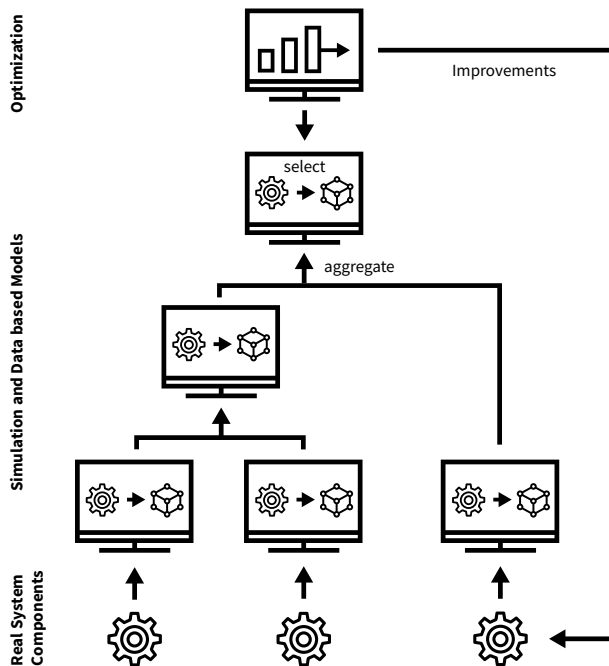 Optimization
Improvements
select
aggregate
Simulation and Data based Models
Real System
Components